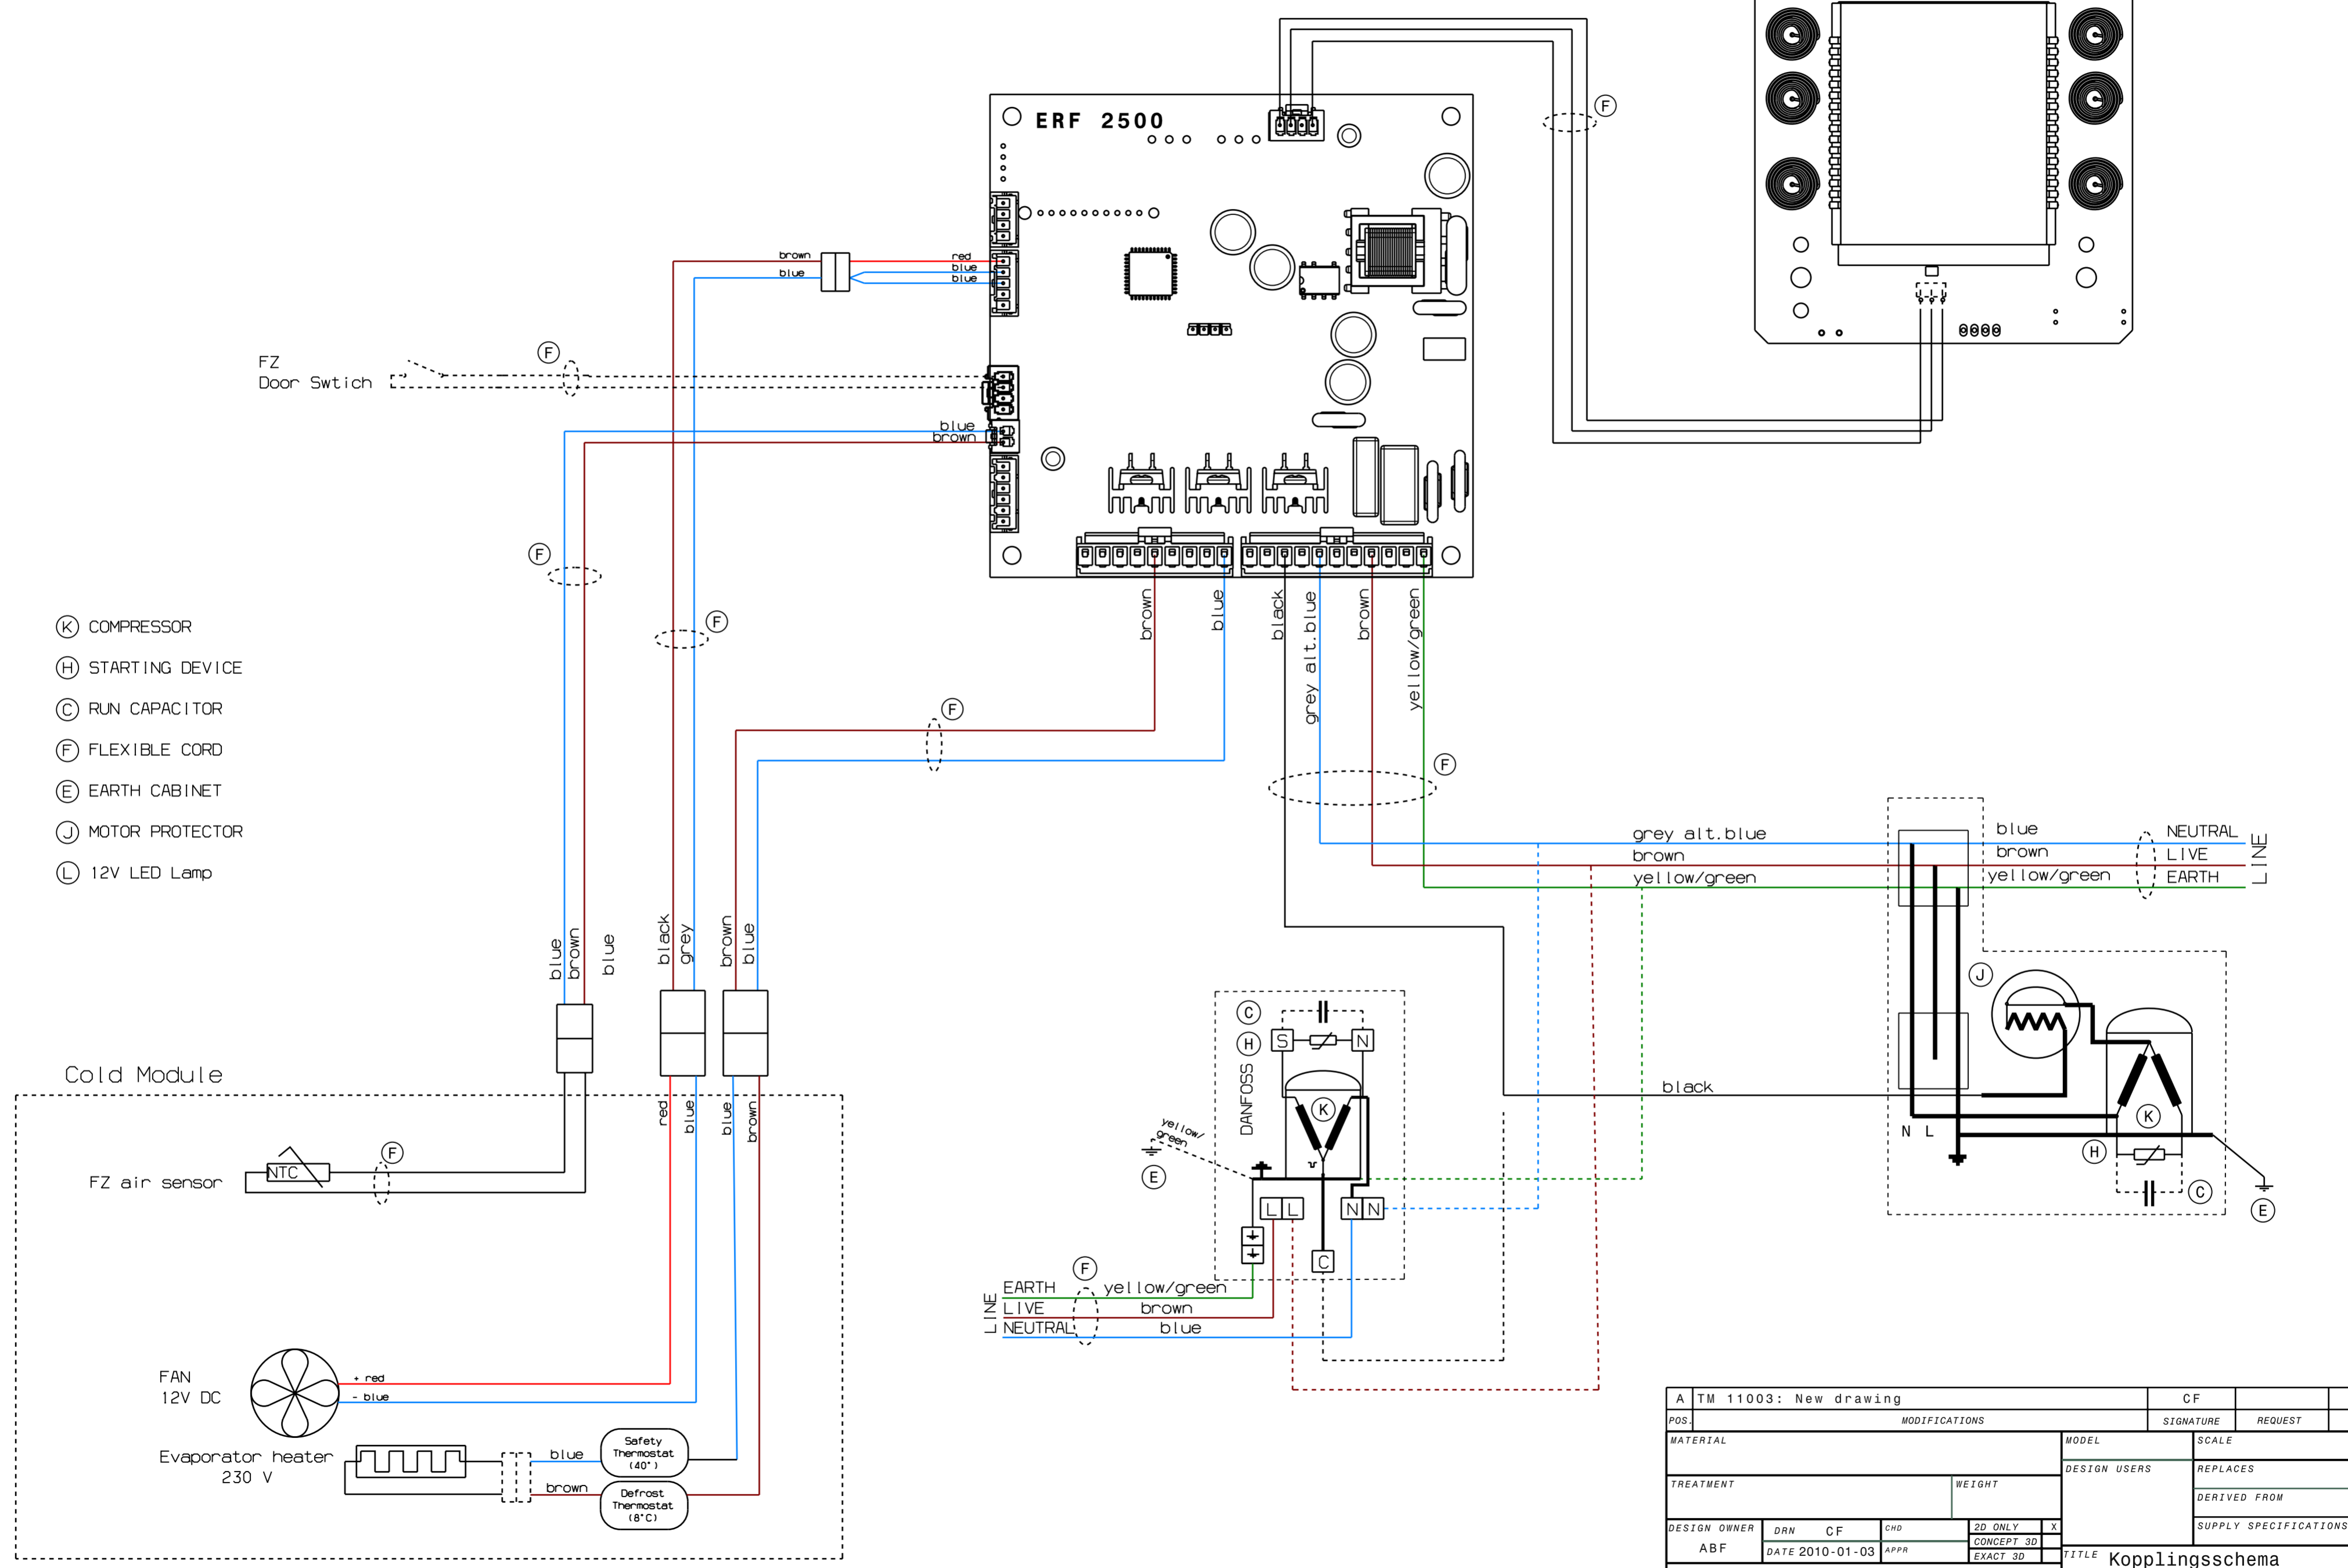 ERF 2500
F
brown
blue
red
blue
blue
FZ
Door Swtich
F
blue
brown
F
F
brown
blue
black
grey alt.blue
brown
yellow/green
K COMPRESSOR
H STARTING DEVICE
C RUN CAPACITOR
F FLEXIBLE CORD
E EARTH CABINET
J MOTOR PROTECTOR
L 12V LED Lamp
F
F
grey alt.blue
brown
yellow/green
blue
brown
yellow/green
NEUTRAL
LIVE
EARTH
LINE
blue
brown
blue
black
grey
brown
blue
J
K
H
C
E
N L
black
C
H
S
N
DANFOSS
K
yellow/
green
E
L L
N N
C
F
EARTH yellow/green
LIVE brown
NEUTRAL blue
LINE
Cold Module
red
blue
blue
brown
FZ air sensor
NTC
F
FAN
12V DC
+ red
- blue
Evaporator heater
230 V
blue
brown
Safety
Thermostat
(40°)
Defrost
Thermostat
(8°C)
A TM 11003: New drawing CF
POS. MODIFICATIONS SIGNATURE REQUEST
MATERIAL
MODEL
SCALE
DESIGN USERS
REPLACES
TREATMENT
WEIGHT
DERIVED FROM
SUPPLY SPECIFICATIONS
DESIGN OWNER
ABF
DRN CF
CHD
2D ONLY X
CONCEPT 3D
DATE 2010-01-03
APPR
EXACT 3D
TITLE Kopplingsschema